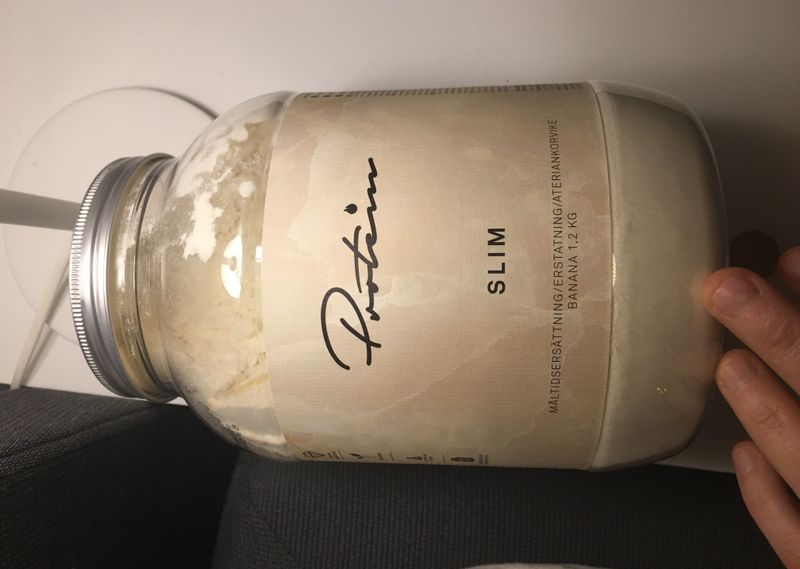 Protein
SLIM
MÅLTIDSERSÄTTNING/ERSTATNING/ATERIANKORVIKE
BANANA 1,2 KG